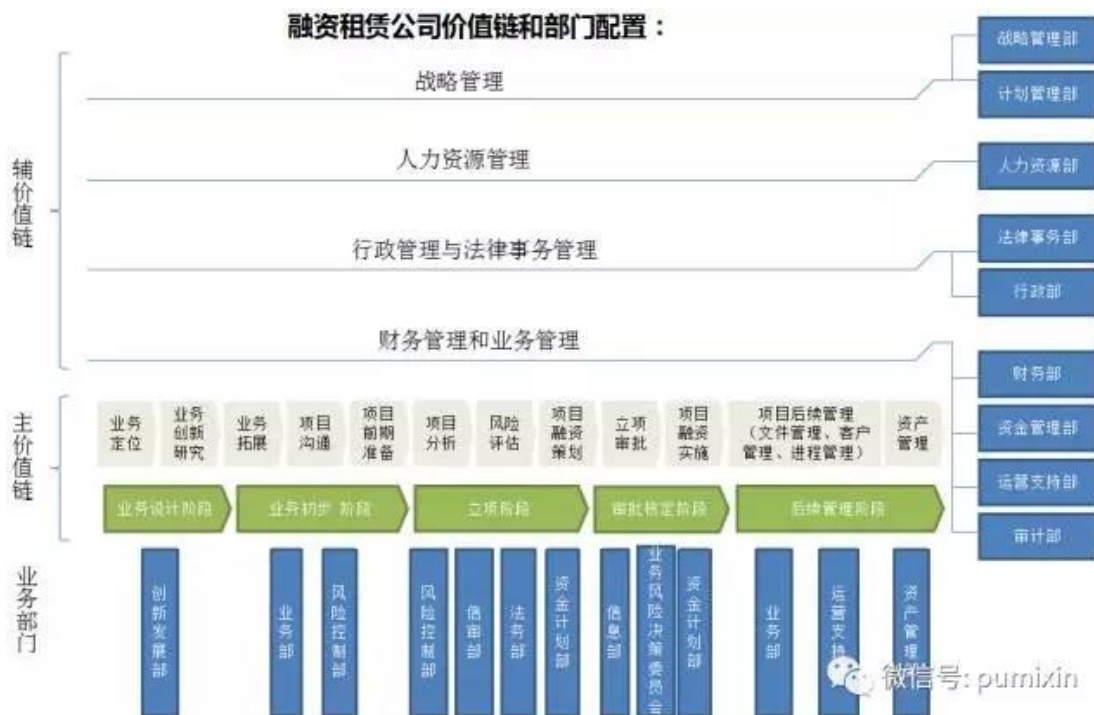 融资租赁公司价值链和部门配置：
战略管理
战略管理部
计划管理部
人力资源管理
人力资源部
行政管理与法律事务管理
法律事务部
行政部
财务管理和业务管理
财务部
资金管理部
运营支持部
审计部
辅价值链
主价值链
业务
定位
业务
创新
研究
业务
拓展
项目
沟通
项目
前期
准备
项目
分析
风险
评估
项目
融资
策划
立项
审批
项目
融资
实施
项目后续管理
（文件管理、客户
管理、进程管理）
资产
管理
业务设计阶段
业务初步 阶段
立项阶段
审批核定阶段
后续管理阶段
业务部门
创新发展部
业务部
风险控制部
风险控制部
信审部
法务部
资金计划部
信息部
业务风险决策委员会
资金计划部
业务部
运营支持
资产管理
微信号: pumixin